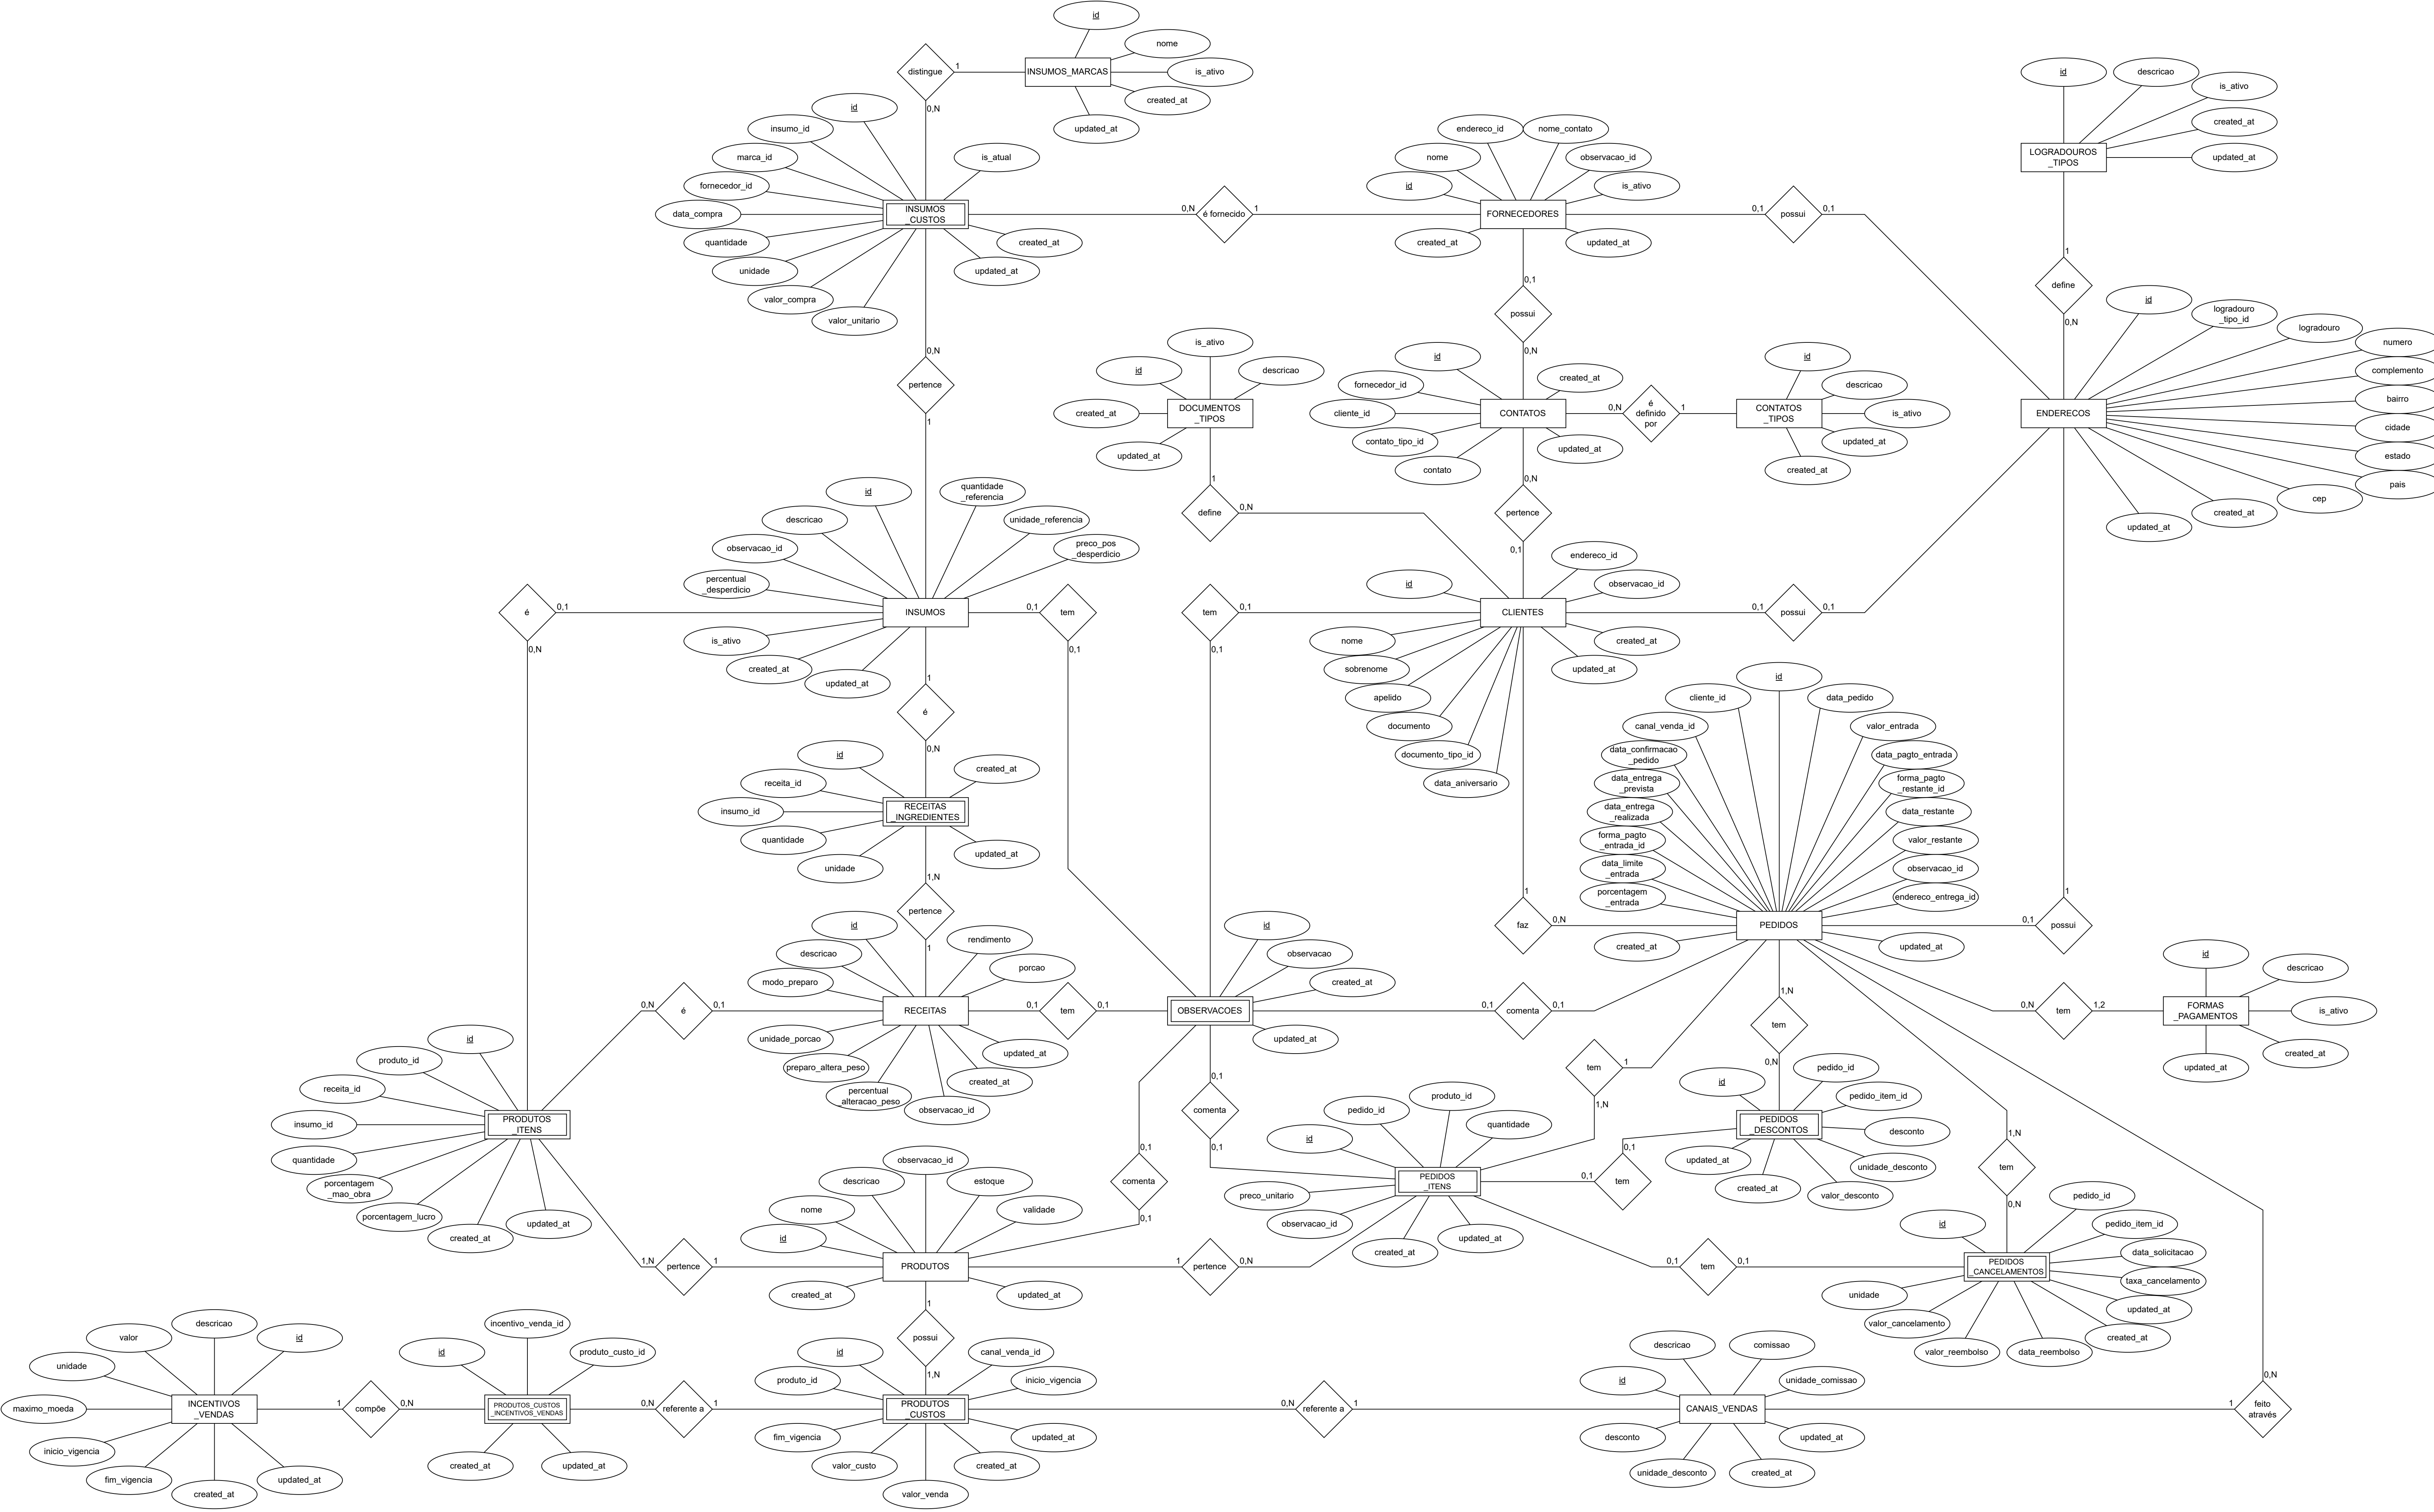 id
nome
INSUMOS_MARCAS
is_ativo
created_at
updated_at
distingue
1
0,N
id
insumo_id
marca_id
fornecedor_id
data_compra
quantidade
unidade
valor_compra
valor_unitario
is_atual
INSUMOS
_CUSTOS
created_at
updated_at
0,N
é fornecido
1
endereco_id
nome_contato
nome
observacao_id
id
is_ativo
FORNECEDORES
created_at
updated_at
0,1
possui
0,1
id
descricao
is_ativo
created_at
updated_at
LOGRADOUROS
_TIPOS
1
define
0,N
0,1
possui
0,N
0,N
pertence
1
is_ativo
id
descricao
DOCUMENTOS
_TIPOS
created_at
updated_at
1
define
0,N
id
created_at
fornecedor_id
cliente_id
CONTATOS
contato_tipo_id
contato
updated_at
0,N
é
definido
por
1
id
descricao
CONTATOS
_TIPOS
is_ativo
updated_at
created_at
id
logradouro
_tipo_id
logradouro
numero
complemento
bairro
ENDERECOS
cidade
estado
pais
cep
created_at
updated_at
0,N
pertence
0,1
id
quantidade
_referencia
descricao
unidade_referencia
observacao_id
preco_pos
_desperdicio
percentual
_desperdicio
INSUMOS
is_ativo
created_at
updated_at
é
0,1
0,N
0,1
tem
0,1
tem
0,1
0,1
endereco_id
id
observacao_id
CLIENTES
nome
created_at
sobrenome
updated_at
apelido
documento
documento_tipo_id
data_aniversario
0,1
possui
0,1
1
é
0,N
id
created_at
receita_id
insumo_id
RECEITAS
_INGREDIENTES
quantidade
unidade
updated_at
1,N
pertence
1
id
cliente_id
data_pedido
canal_venda_id
valor_entrada
data_confirmacao
_pedido
data_pagto_entrada
data_entrega
_prevista
forma_pagto
_restante_id
data_entrega
_realizada
data_restante
forma_pagto
_entrada_id
valor_restante
data_limite
_entrada
observacao_id
porcentagem
_entrada
endereco_entrega_id
PEDIDOS
created_at
updated_at
1
faz
0,N
1
possui
0,1
id
rendimento
descricao
porcao
modo_preparo
RECEITAS
unidade_porcao
preparo_altera_peso
percentual
_alteracao_peso
observacao_id
created_at
updated_at
0,N
é
0,1
0,1
tem
0,1
id
observacao
created_at
OBSERVACOES
updated_at
0,1
comenta
0,1
0,N
tem
1,2
id
descricao
FORMAS
_PAGAMENTOS
is_ativo
created_at
updated_at
1,N
tem
0,N
tem
1
1,N
id
produto_id
receita_id
insumo_id
PRODUTOS
_ITENS
quantidade
porcentagem
_mao_obra
porcentagem_lucro
created_at
updated_at
0,1
comenta
0,1
0,1
comenta
0,1
id
pedido_id
produto_id
quantidade
PEDIDOS
_ITENS
preco_unitario
observacao_id
created_at
updated_at
0,1
tem
0,1
id
pedido_id
pedido_item_id
PEDIDOS
_DESCONTOS
desconto
unidade_desconto
valor_desconto
created_at
updated_at
1,N
tem
0,N
observacao_id
descricao
estoque
nome
validade
id
PRODUTOS
created_at
updated_at
1,N
pertence
1
1
pertence
0,N
0,1
tem
0,1
pedido_id
id
pedido_item_id
data_solicitacao
PEDIDOS
_CANCELAMENTOS
taxa_cancelamento
unidade
updated_at
valor_cancelamento
created_at
valor_reembolso
data_reembolso
1
possui
1,N
descricao
valor
id
unidade
maximo_moeda
INCENTIVOS
_VENDAS
inicio_vigencia
fim_vigencia
created_at
updated_at
1
compõe
0,N
incentivo_venda_id
id
produto_custo_id
PRODUTOS_CUSTOS
_INCENTIVOS_VENDAS
created_at
updated_at
0,N
referente a
1
id
canal_venda_id
produto_id
inicio_vigencia
PRODUTOS
_CUSTOS
fim_vigencia
updated_at
valor_custo
created_at
valor_venda
0,N
referente a
1
descricao
comissao
id
unidade_comissao
CANAIS_VENDAS
desconto
updated_at
unidade_desconto
created_at
1
feito
através
0,N